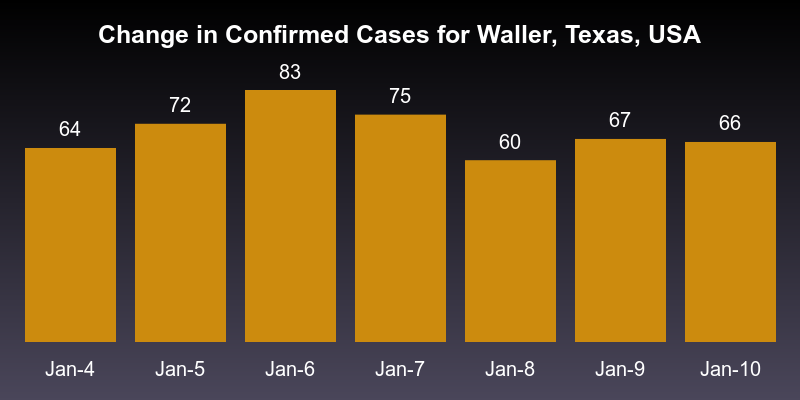 Change in Confirmed Cases for Waller, Texas, USA
64 72 83 75 60 67 66
Jan-4 Jan-5 Jan-6 Jan-7 Jan-8 Jan-9 Jan-10